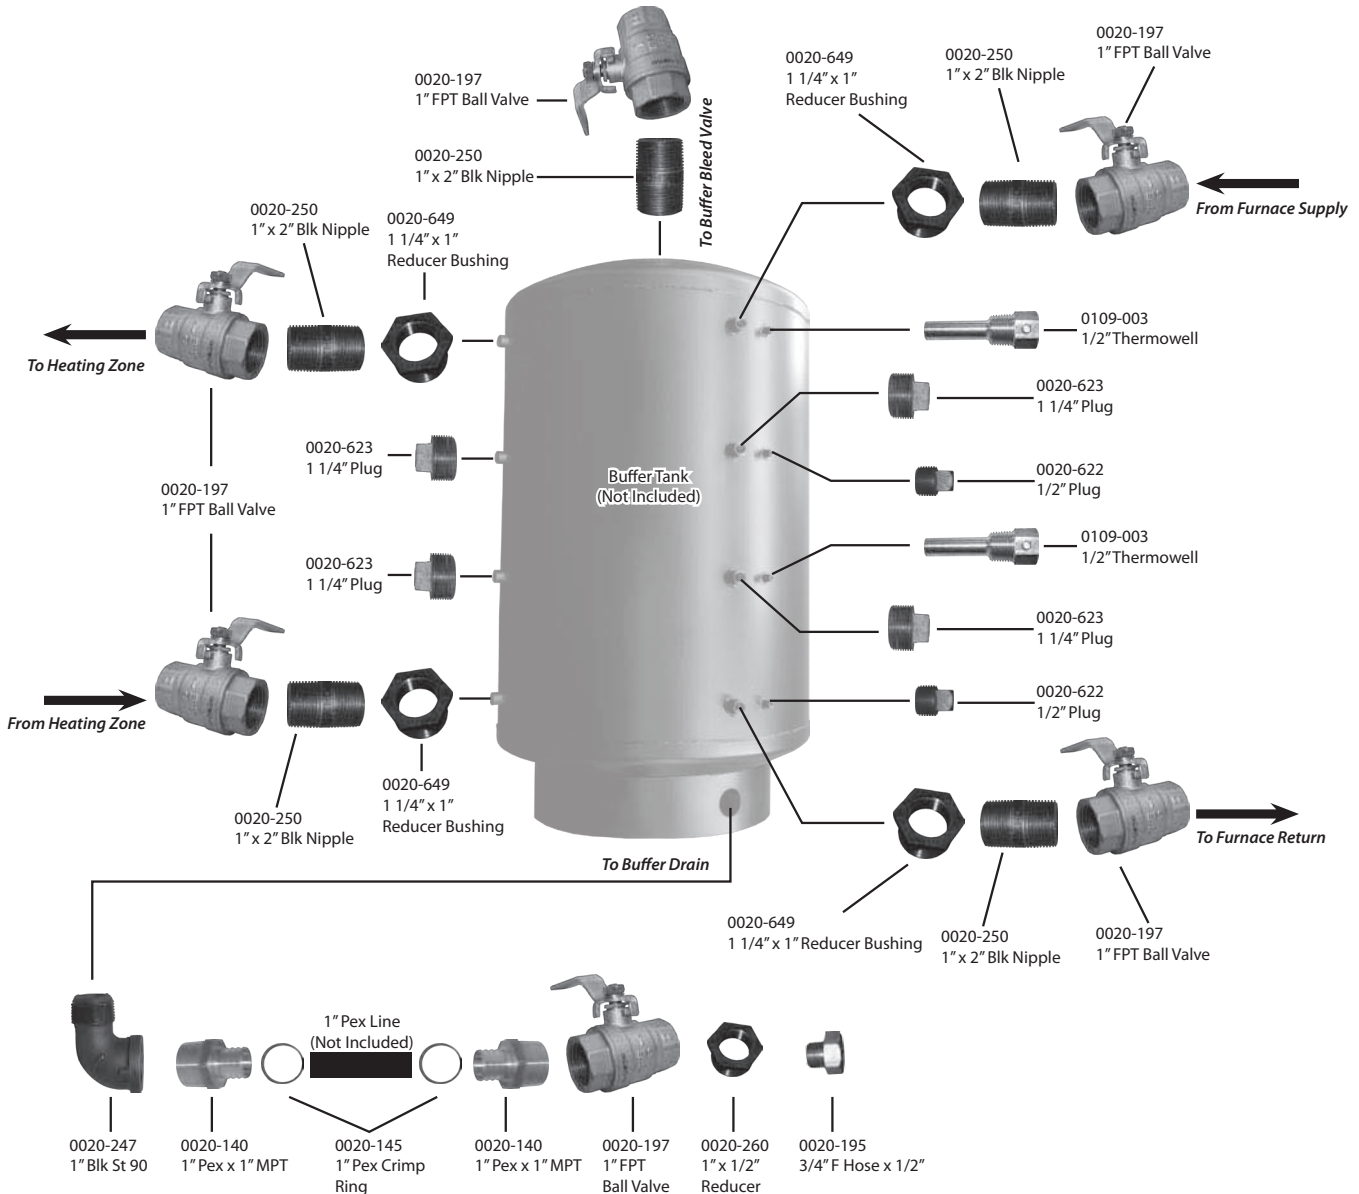 0020-197
1" FPT Ball Valve
0020-250
1" x 2" Blk Nipple
To Buffer Bleed Valve
0020-649
1 1/4" x 1"
Reducer Bushing
0020-250
1" x 2" Blk Nipple
0020-197
1" FPT Ball Valve
From Furnace Supply
0020-250
1" x 2" Blk Nipple
0020-649
1 1/4" x 1"
Reducer Bushing
To Heating Zone
0020-197
1" FPT Ball Valve
0020-623
1 1/4" Plug
0020-623
1 1/4" Plug
Buffer Tank
(Not Included)
0109-003
1/2" Thermowell
0020-623
1 1/4" Plug
0020-622
1/2" Plug
0109-003
1/2" Thermowell
0020-623
1 1/4" Plug
0020-622
1/2" Plug
From Heating Zone
0020-250
1" x 2" Blk Nipple
0020-649
1 1/4" x 1"
Reducer Bushing
To Furnace Return
To Buffer Drain
0020-649
1 1/4" x 1" Reducer Bushing
0020-250
1" x 2" Blk Nipple
0020-197
1" FPT Ball Valve
1" Pex Line
(Not Included)
0020-247
1" Blk St 90
0020-140
1" Pex x 1" MPT
0020-145
1" Pex Crimp
Ring
0020-140
1" Pex x 1" MPT
0020-197
1" FPT
Ball Valve
0020-260
1" x 1/2"
Reducer
0020-195
3/4" F Hose x 1/2"